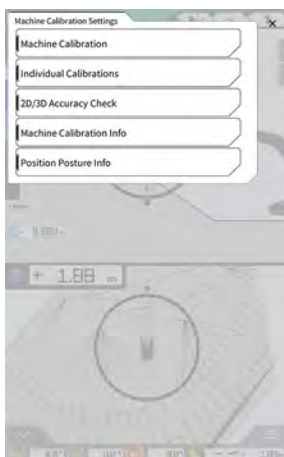 Machine Calibration Settings
Machine Calibration
Individual Calibrations
2D/3D Accuracy Check
Machine Calibration Info
Position Posture Info
+ 1.88 m